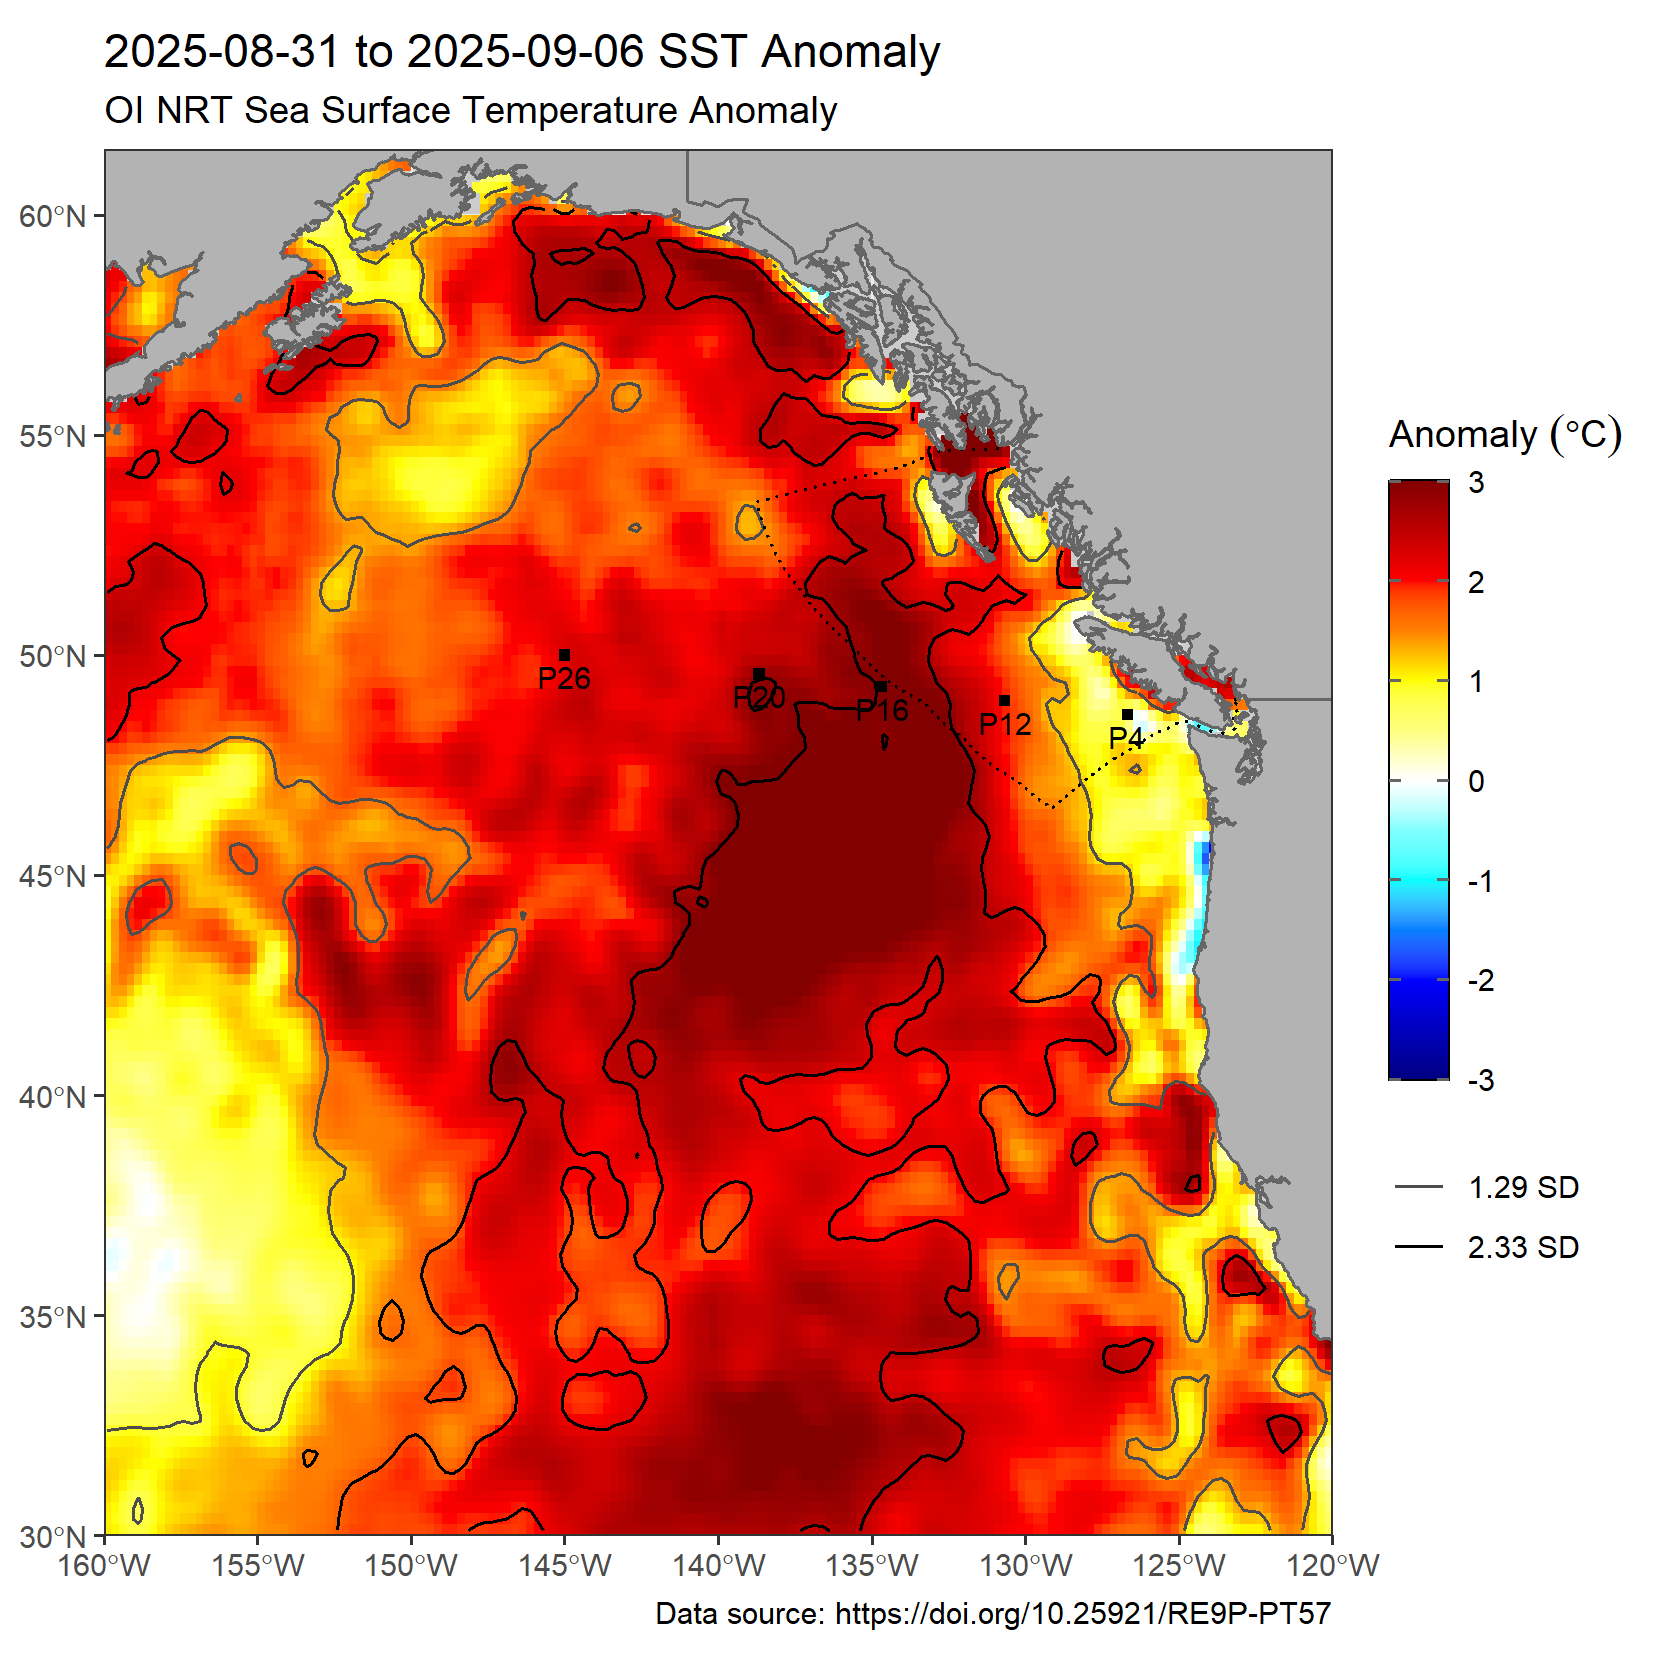 2025-08-31 to 2025-09-06 SST Anomaly
OI NRT Sea Surface Temperature Anomaly
60°N
55°N
50°N
45°N
40°N
35°N
30°N
160°W
155°W
150°W
145°W
140°W
135°W
130°W
125°W
120°W
P26
P20
P16
P12
P4
Anomaly (°C)
3
2
1
0
-1
-2
-3
1.29 SD
2.33 SD
Data source: https://doi.org/10.25921/RE9P-PT57